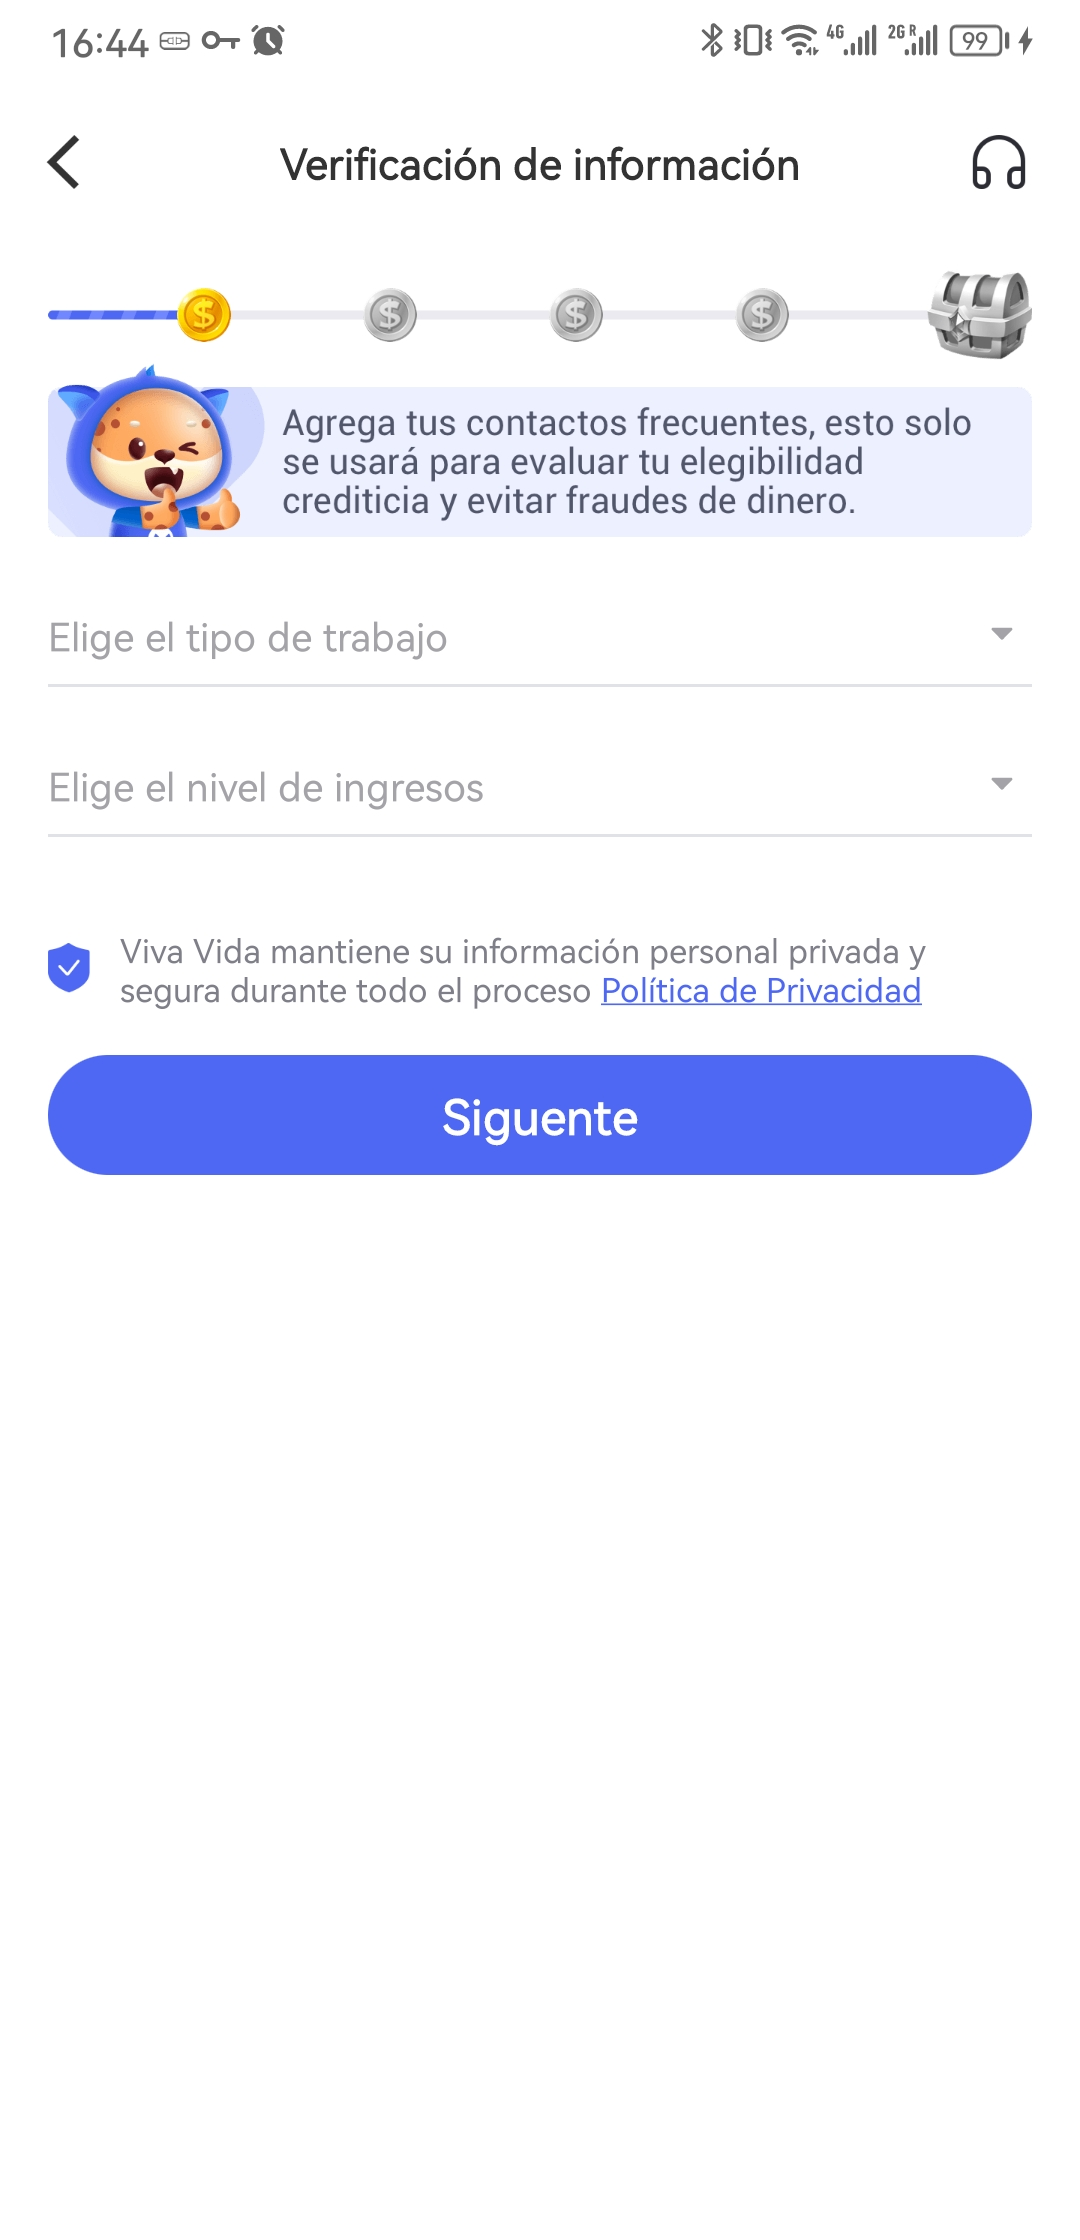 16:44
4G 2G R 99
Verificación de información
Agrega tus contactos frecuentes, esto solo
se usará para evaluar tu elegibilidad
crediticia y evitar fraudes de dinero.
Elige el tipo de trabajo
Elige el nivel de ingresos
Viva Vida mantiene su información personal privada y
segura durante todo el proceso Política de Privacidad
Siguente